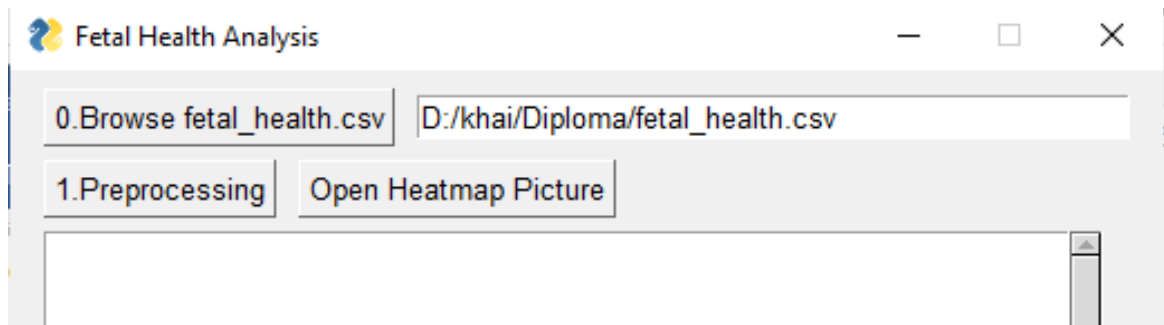 Fetal Health Analysis
0.Browse fetal_health.csv D:/khai/Diploma/fetal_health.csv
1.Preprocessing Open Heatmap Picture